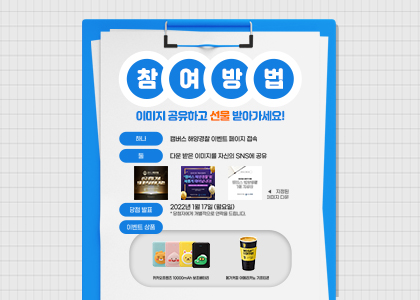 참여방법
이미지 공유하고 선물 받아가세요!
하나 캠버스 해양경찰 이벤트 페이지 접속
둘 다운 받은 이미지를 자신의 SNS에 공유
◀ 지정된
이미지 다운
당첨 발표 2022년 1월 17일 (월요일)
* 당첨자에게 개별적으로 연락을 드립니다.
이벤트 상품
카카오프렌즈 10000mAh 보조배터리